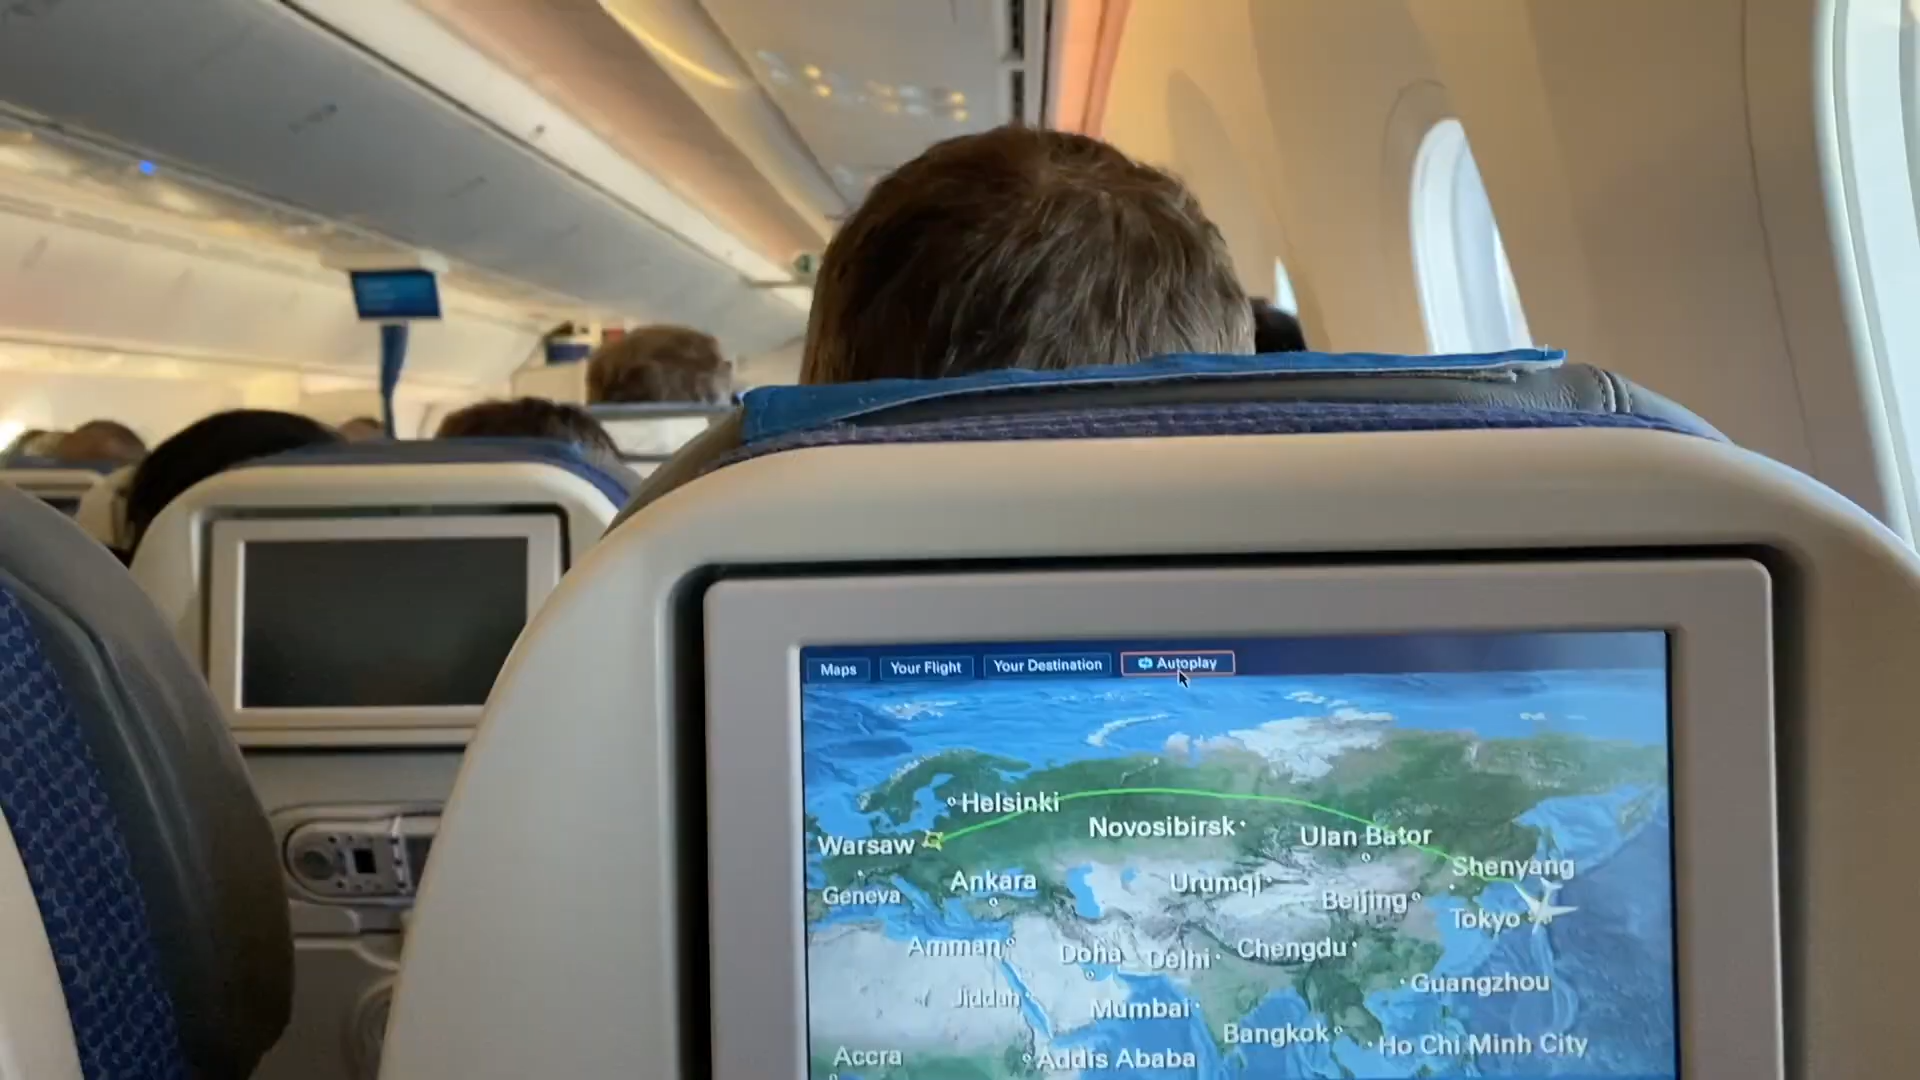 Maps Your Flight Your Destination Autoplay
Helsinki
Novosibirsk
Ulan Bator
Warsaw
Shenyang
Ankara
Urumqi
Geneva
Beijing
Tokyo
Amman
Doha
Delhi
Chengdu
Guangzhou
Jiddah
Mumbai
Bangkok
Ho Chi Minh City
Accra
Addis Ababa